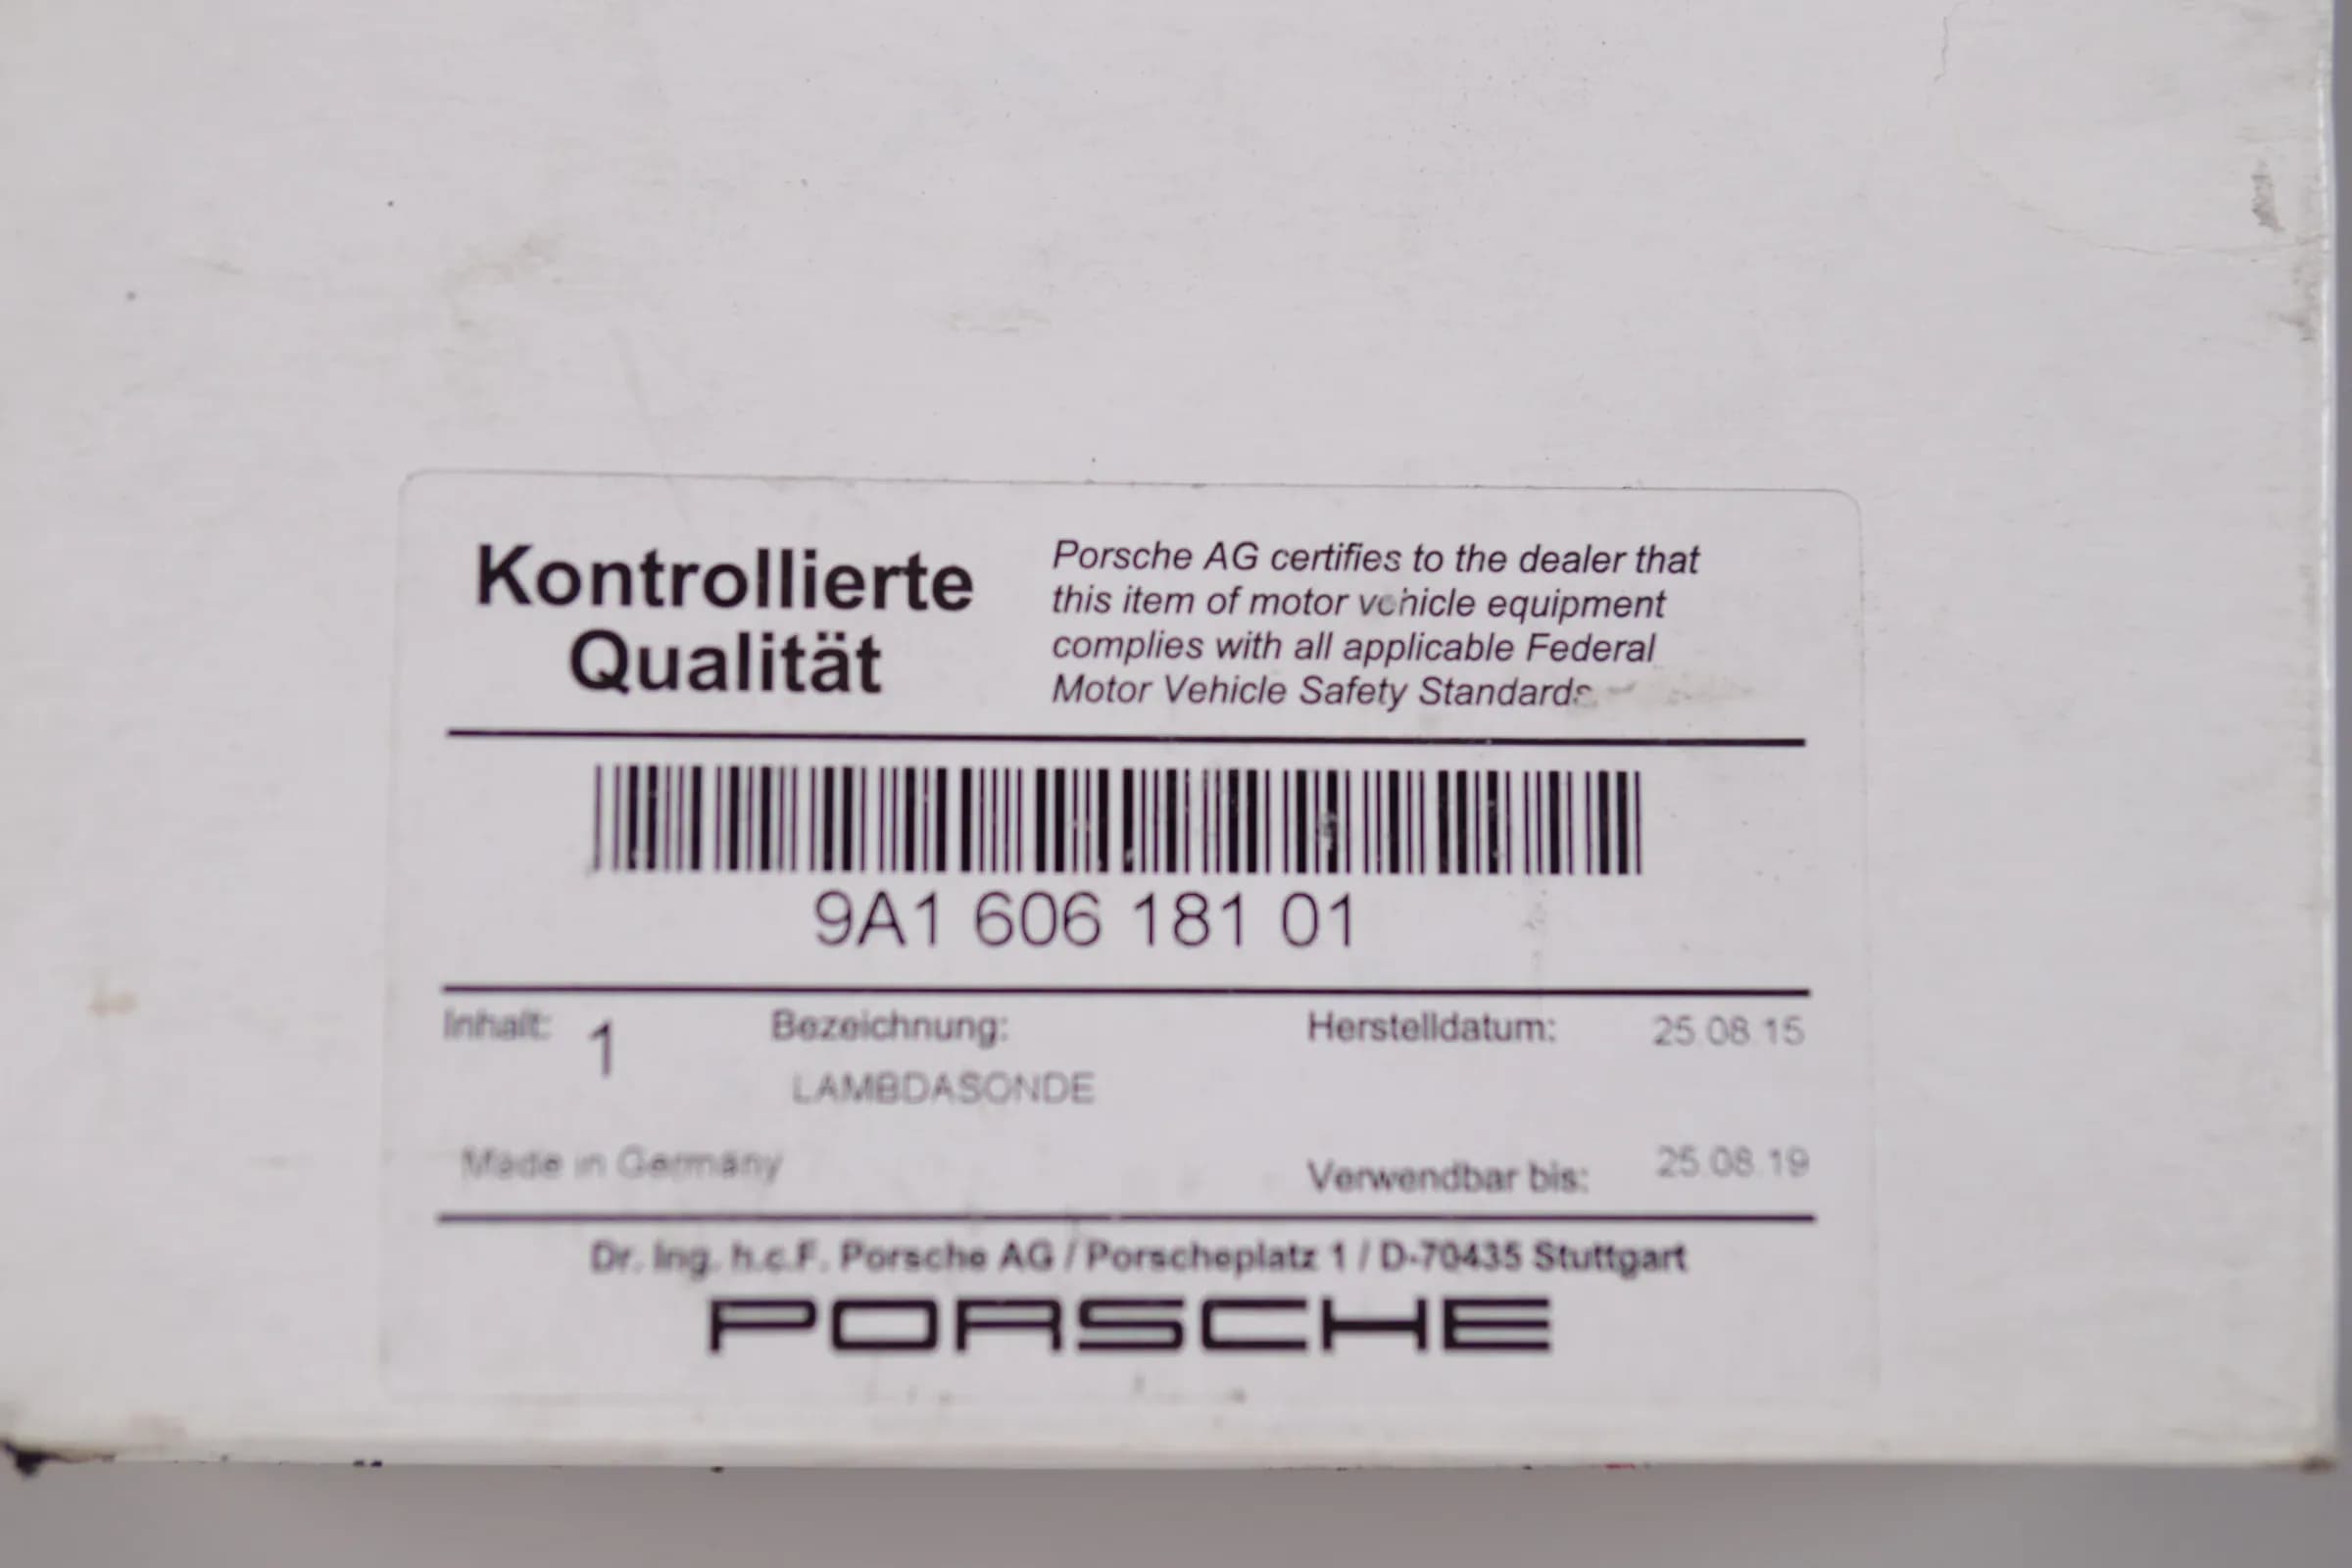 Kontrollierte
Qualität
Porsche AG certifies to the dealer that
this item of motor vehicle equipment
complies with all applicable Federal
Motor Vehicle Safety Standards
9A1 606 181 01
Inhalt: 1
Bezeichnung:
LAMBDASONDE
Herstelldatum: 25.08.15
Made in Germany
Verwendbar bis: 25.08.19
Dr. Ing. h.c.F. Porsche AG / Porscheplatz 1 / D-70435 Stuttgart
PORSCHE